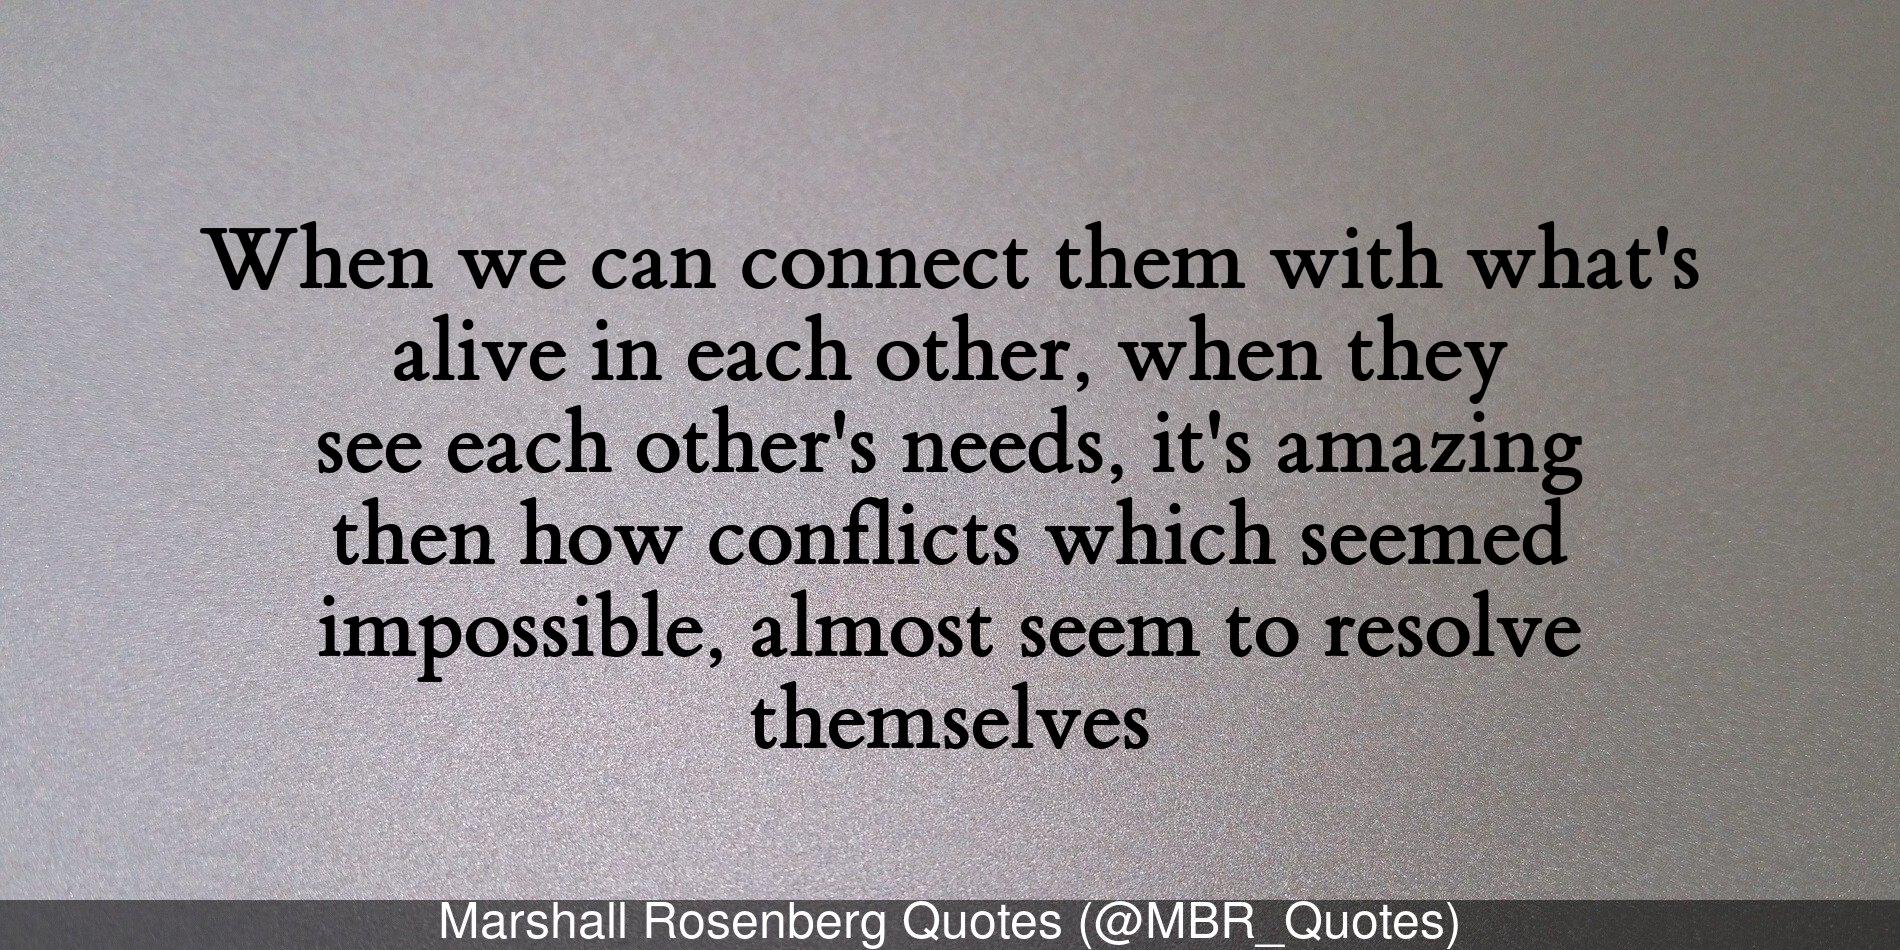 When we can connect them with what's
alive in each other, when they
see each other's needs, it's amazing
then how conflicts which seemed
impossible, almost seem to resolve
themselves
Marshall Rosenberg Quotes (@MBR_Quotes)